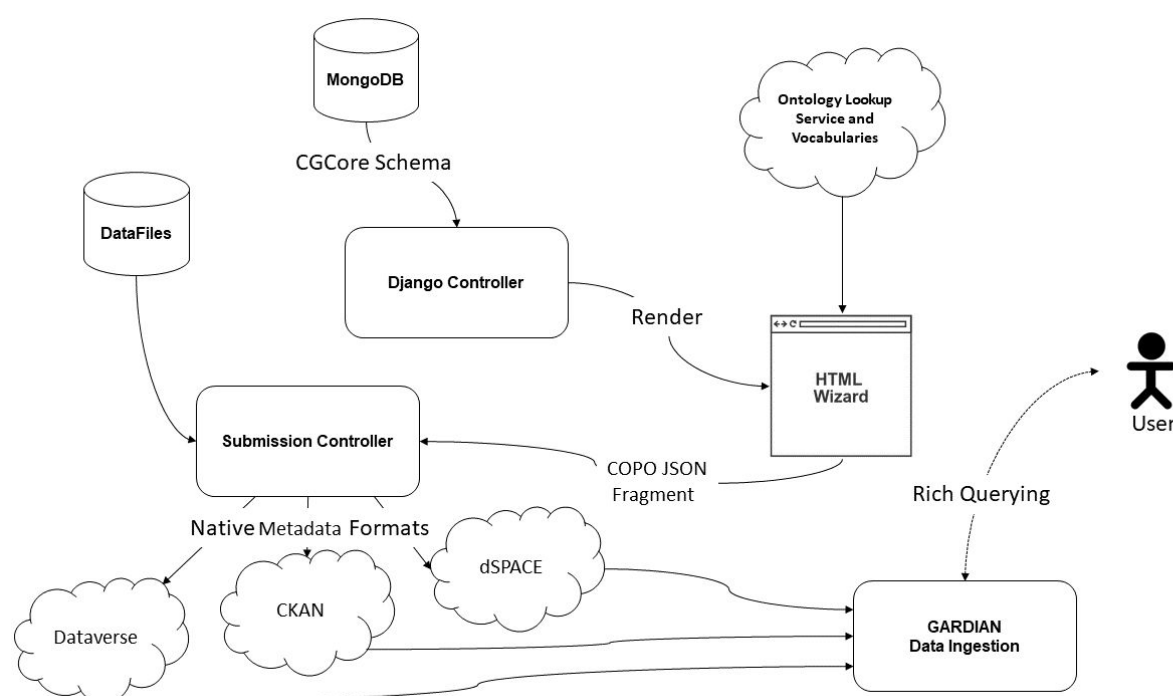 MongoDB
Ontology Lookup
Service and
Vocabularies
CGCore Schema
DataFiles
Django Controller
Render
HTML
Wizard
User
Submission Controller
COPO JSON
Fragment
Rich Querying
Native Metadata Formats
dSPACE
CKAN
Dataverse
GARDIAN
Data Ingestion